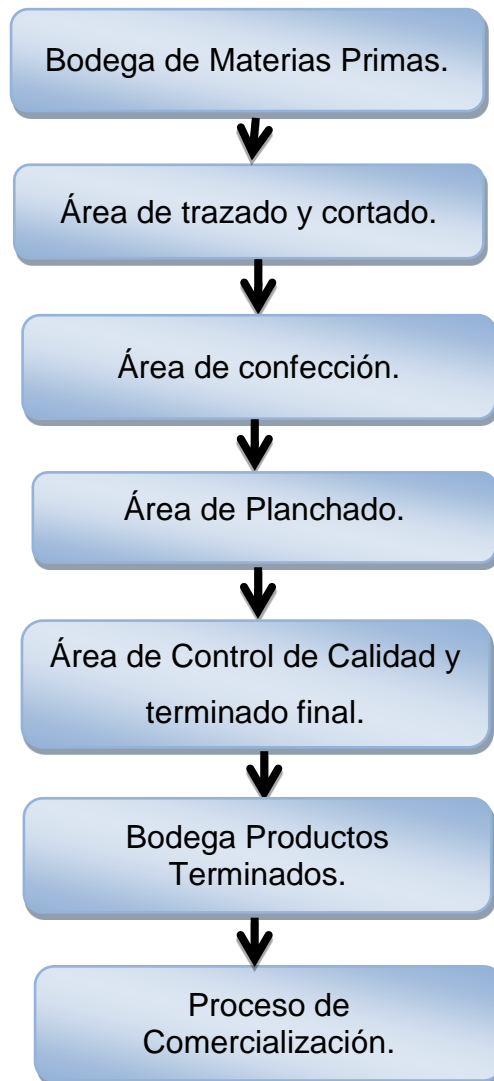 Bodega de Materias Primas.
Área de trazado y cortado.
Área de confección.
Área de Planchado.
Área de Control de Calidad y
terminado final.
Bodega Productos
Terminados.
Proceso de
Comercialización.